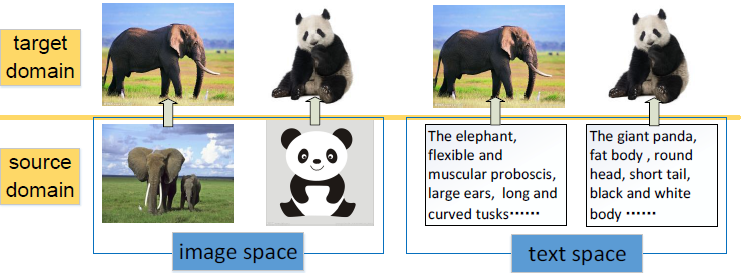 target
domain
source
domain
The elephant,
flexible and
muscular proboscis,
large ears, long and
curved tusks⋯⋯
The giant panda,
fat body , round
head, short tail,
black and white
body ⋯⋯
image space
text space